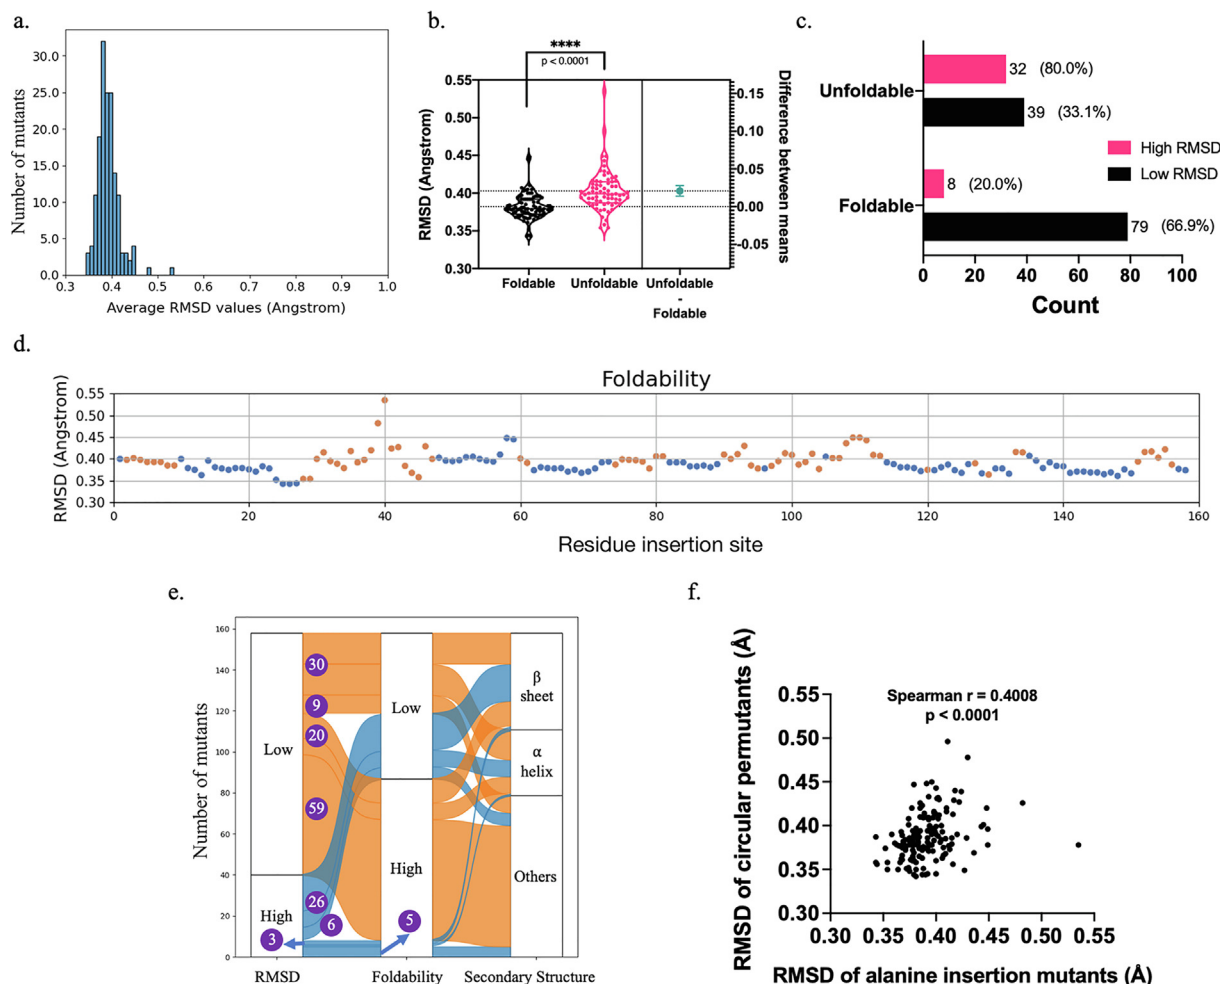 a.
Number of mutants
30.0
25.0
20.0
15.0
10.0
5.0
0.0
0.3 0.4 0.5 0.6 0.7 0.8 0.9 1.0
Average RMSD values (Angstrom)
b.
****
p < 0.0001
RMSD (Angstrom)
0.55
0.50
0.45
0.40
0.35
0.30
0.15
0.10
0.05
0.00
-0.05
Difference between means
Foldable Unfoldable Unfoldable
-
Foldable
c.
Unfoldable
32 (80.0%)
39 (33.1%)
High RMSD
Low RMSD
Foldable
8 (20.0%)
79 (66.9%)
0 20 40 60 80 100
Count
d.
Foldability
RMSD (Angstrom)
0.55
0.50
0.45
0.40
0.35
0.30
0 20 40 60 80 100 120 140 160
Residue insertion site
e.
Number of mutants
160
140
120
100
80
60
40
20
0
Low
High
30
9
20
59
26
6
3
Low
High
5
β
sheet
α
helix
Others
RMSD Foldability Secondary Structure
f.
RMSD of circular permutants (Å)
Spearman r = 0.4008
p < 0.0001
0.55
0.50
0.45
0.40
0.35
0.30
0.30 0.35 0.40 0.45 0.50 0.55
RMSD of alanine insertion mutants (Å)